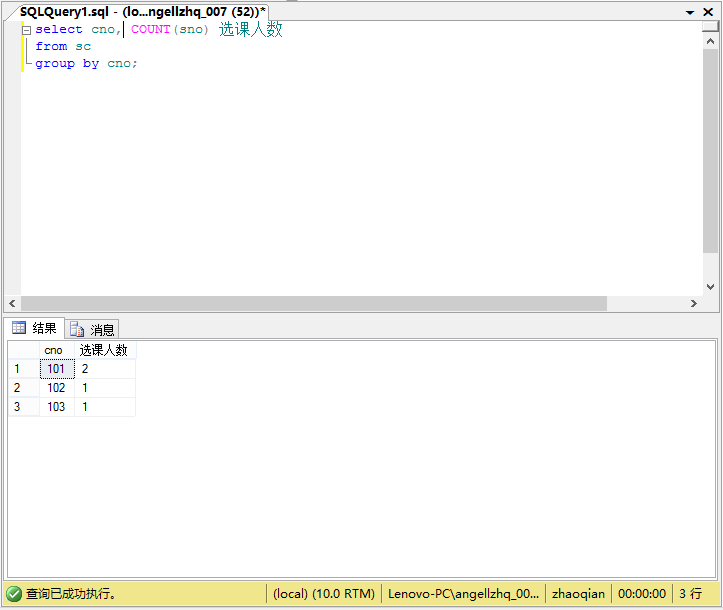 SQLQuery1.sql - (lo...ngellzhq_007 (52))*
select cno, COUNT(sno) 选课人数
from sc
group by cno;
结果 消息
cno 选课人数
1 101 2
2 102 1
3 103 1
查询已成功执行。 (local) (10.0 RTM) Lenovo-PC\angellzhq_00... zhaoqian 00:00:00 3 行